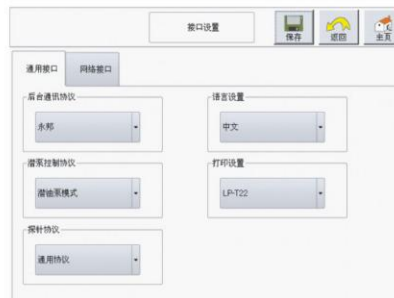 接口设置
保存
返回
主页
通用接口
网络接口
后台通讯协议
永邦
语言设置
中文
潜泵控制协议
潜油泵模式
打印设置
LP-T22
探针协议
通用协议